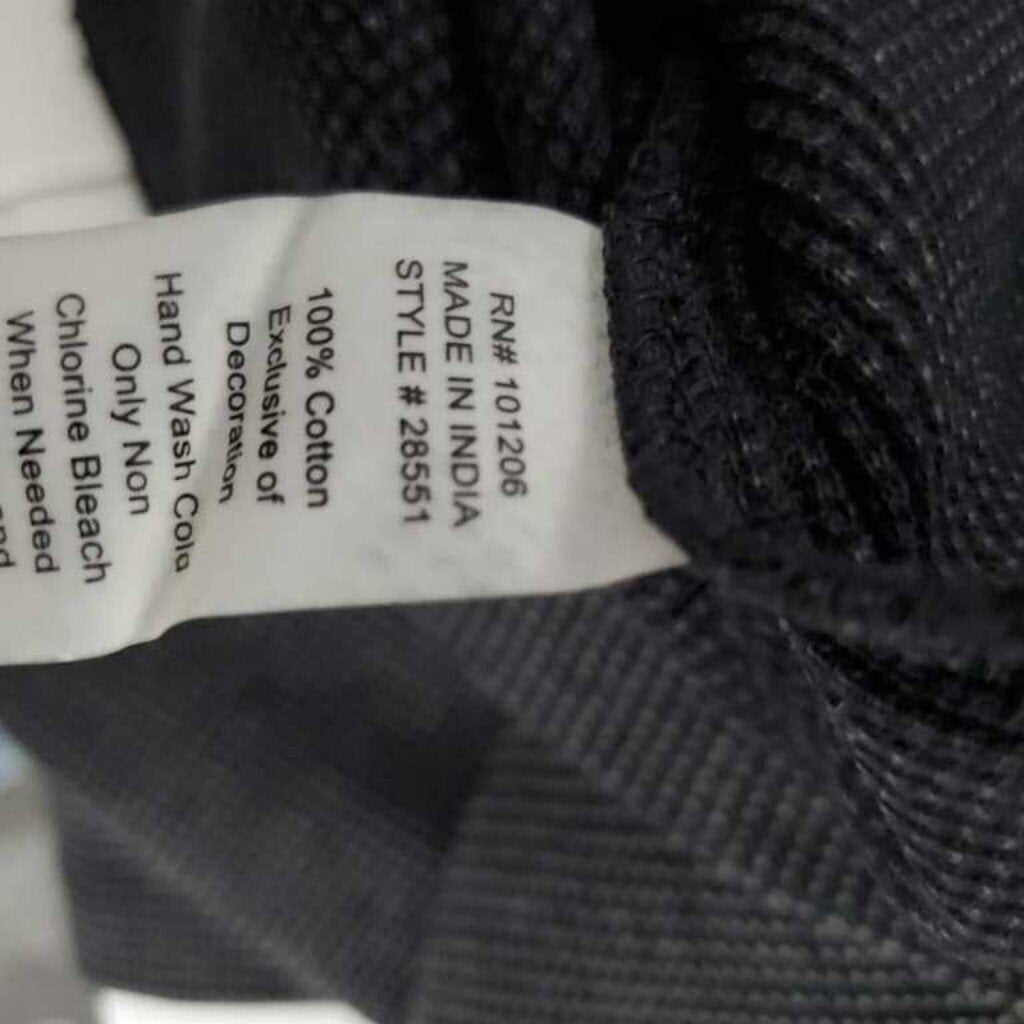 RN# 101206
MADE IN INDIA
STYLE # 28551
100% Cotton
Exclusive of
Decoration
Hand Wash Cold
Only Non
Chlorine Bleach
When Needed